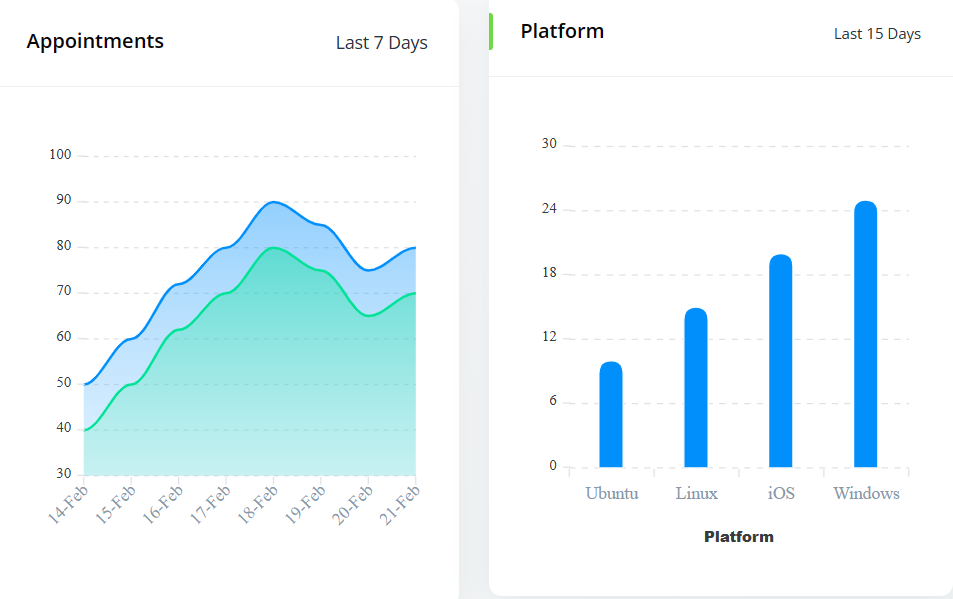 Appointments
Last 7 Days
100
90
80
70
60
50
40
30
14-Feb
15-Feb
16-Feb
17-Feb
18-Feb
19-Feb
20-Feb
21-Feb
Platform
Last 15 Days
30
24
18
12
6
0
Ubuntu
Linux
iOS
Windows
Platform